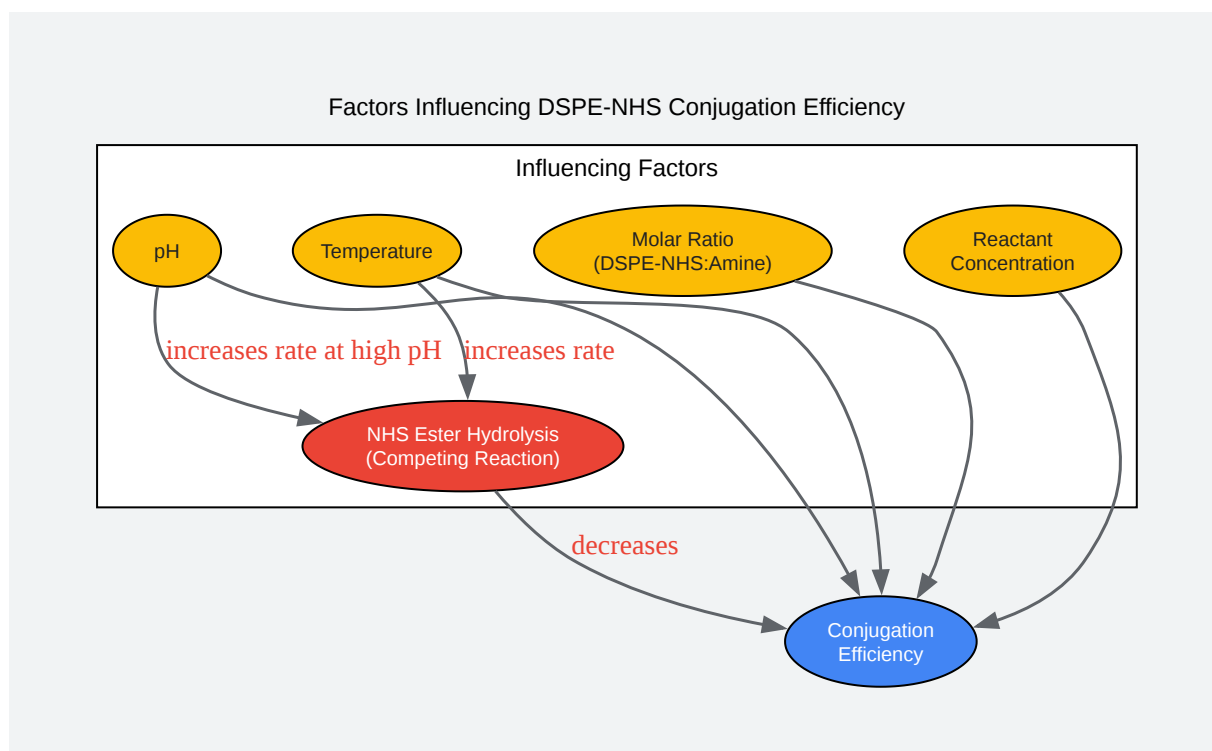 Factors Influencing DSPE-NHS Conjugation Efficiency
Influencing Factors
pH
Temperature
Molar Ratio
(DSPE-NHS:Amine)
Reactant
Concentration
increases rate at high pH
increases rate
NHS Ester Hydrolysis
(Competing Reaction)
decreases
Conjugation
Efficiency